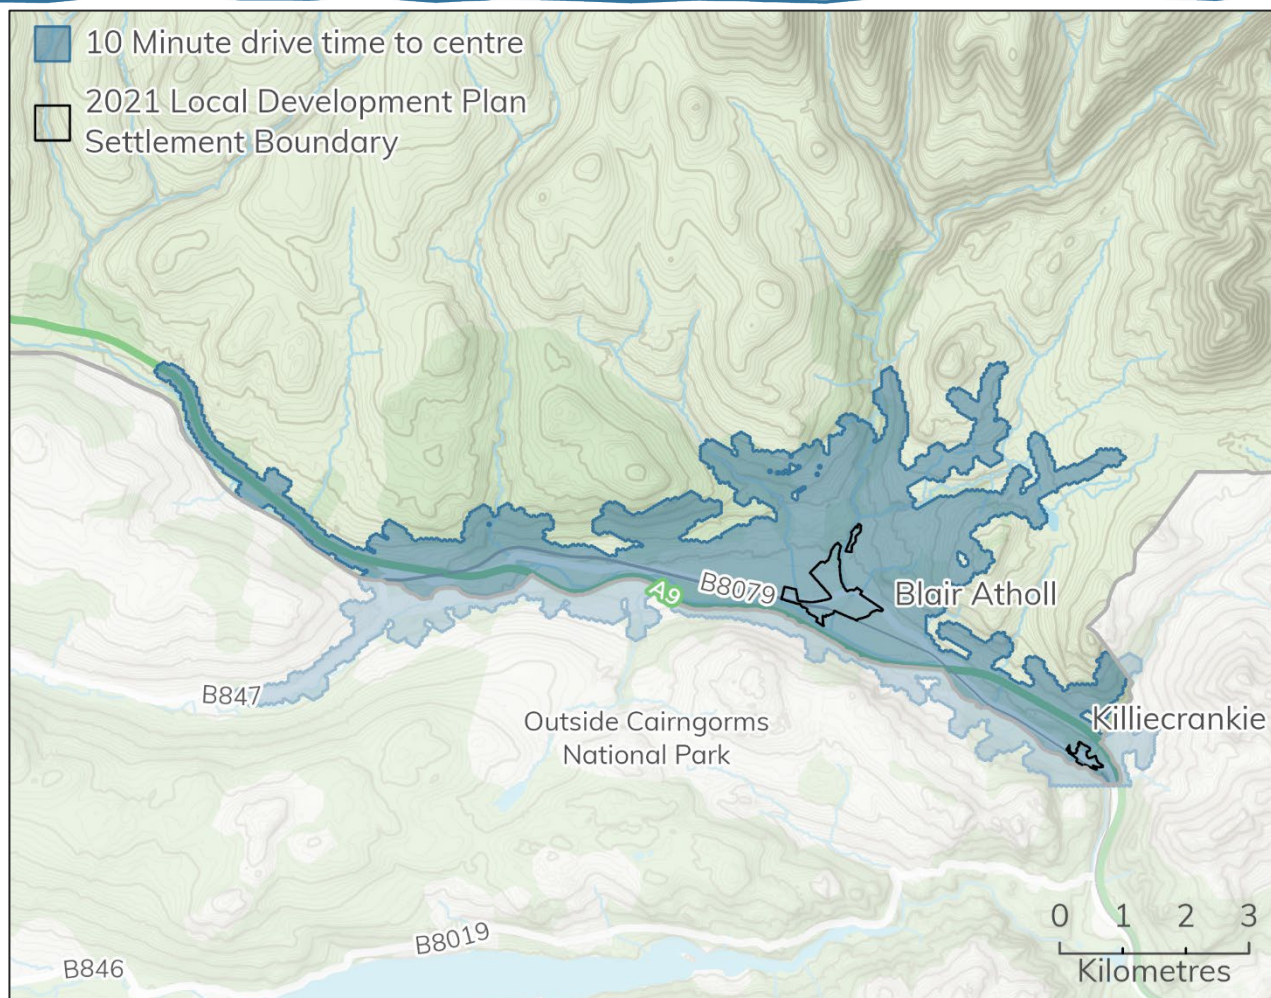 10 Minute drive time to centre
2021 Local Development Plan
Settlement Boundary
B8079
A9
Blair Atholl
B847
Outside Cairngorms
National Park
Killiecrankie
0 1 2 3
Kilometres
B8019
B846